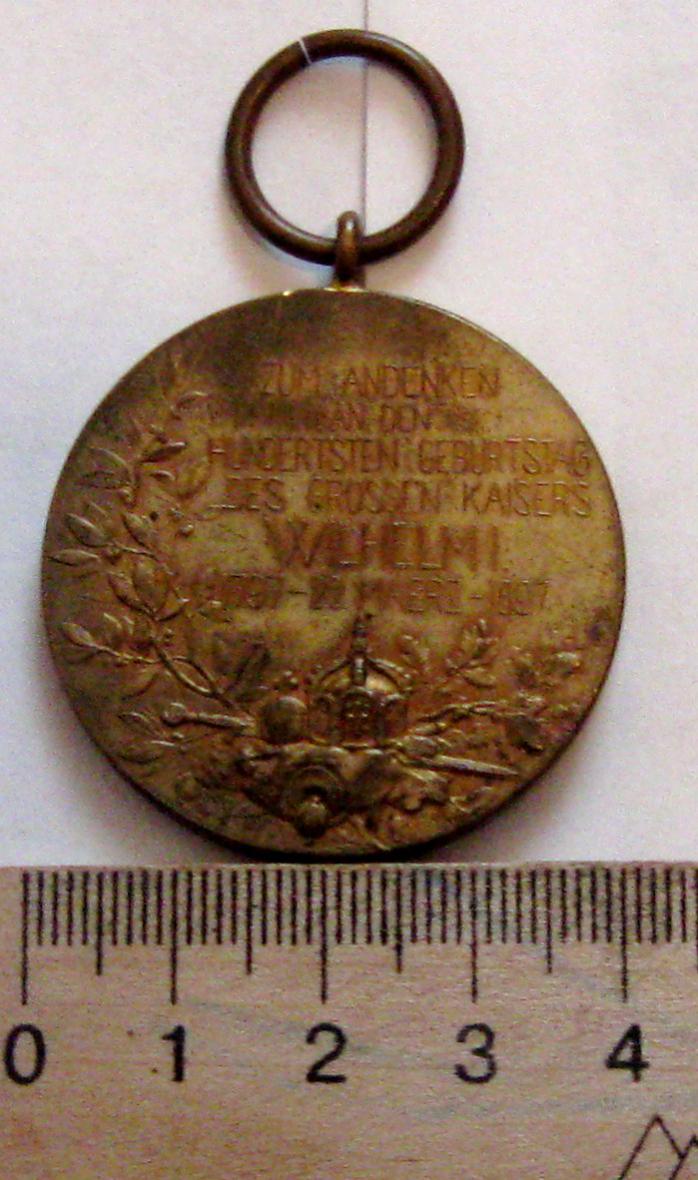 ZUM ANDENKEN
AN DEN
HUNDERTSTEN GEBURTSTAG
DES GROSSEN KAISERS
WILHELM I
1797 - 22 MAERZ - 1897
0 1 2 3 4